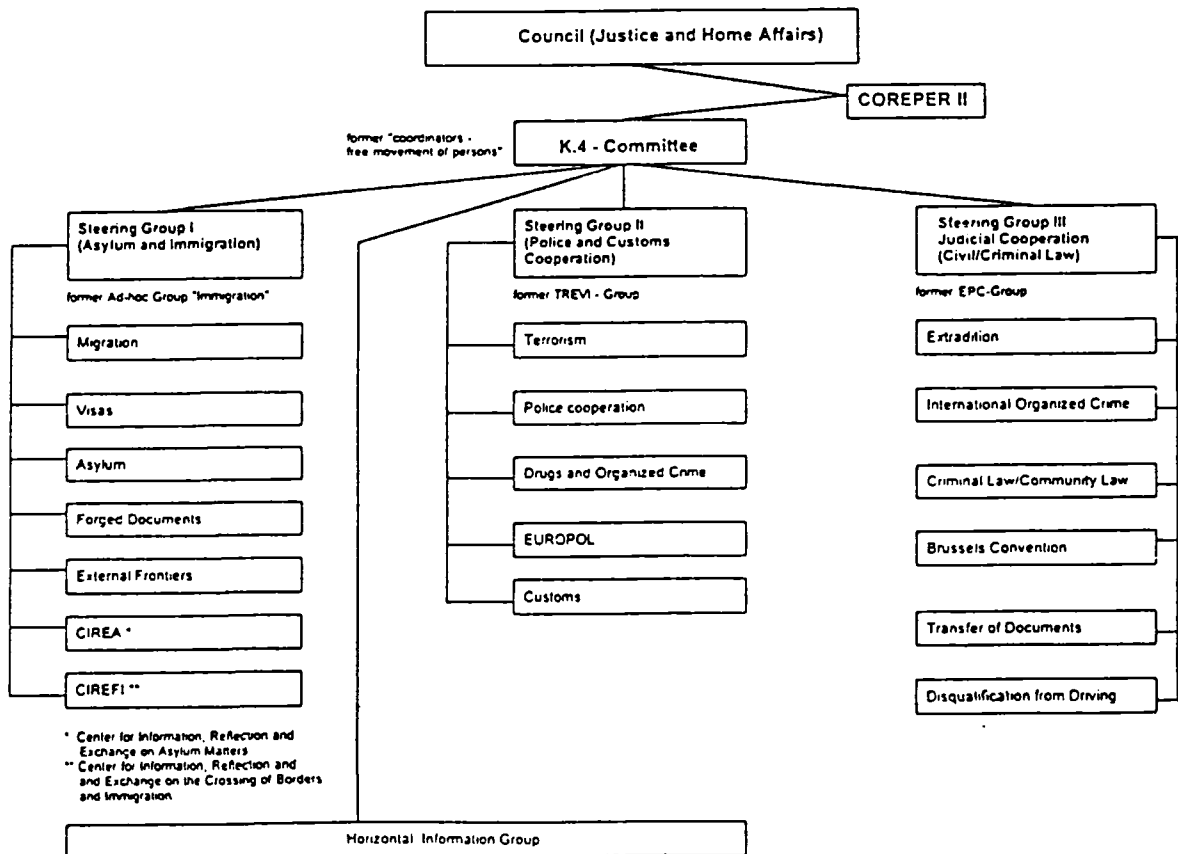 Council (Justice and Home Affairs)
COREPER II
former "coordinators -
free movement of persons"
K.4 - Committee
Steering Group I
(Asylum and Immigration)
former Ad-hoc Group "Immigration"
Migration
Visas
Asylum
Forged Documents
External Frontiers
CIREA *
CIREFI **
* Center for Information, Reflection and
Exchange on Asylum Matters
** Center for Information, Reflection and
and Exchange on the Crossing of Borders
and Immigration
Steering Group II
(Police and Customs
Cooperation)
former TREVI - Group
Terrorism
Police cooperation
Drugs and Organized Crime
EUROPOL
Customs
Steering Group III
Judicial Cooperation
(Civil/Criminal Law)
former EPC-Group
Extradition
International Organized Crime
Criminal Law/Community Law
Brussels Convention
Transfer of Documents
Disqualification from Driving
Horizontal Information Group